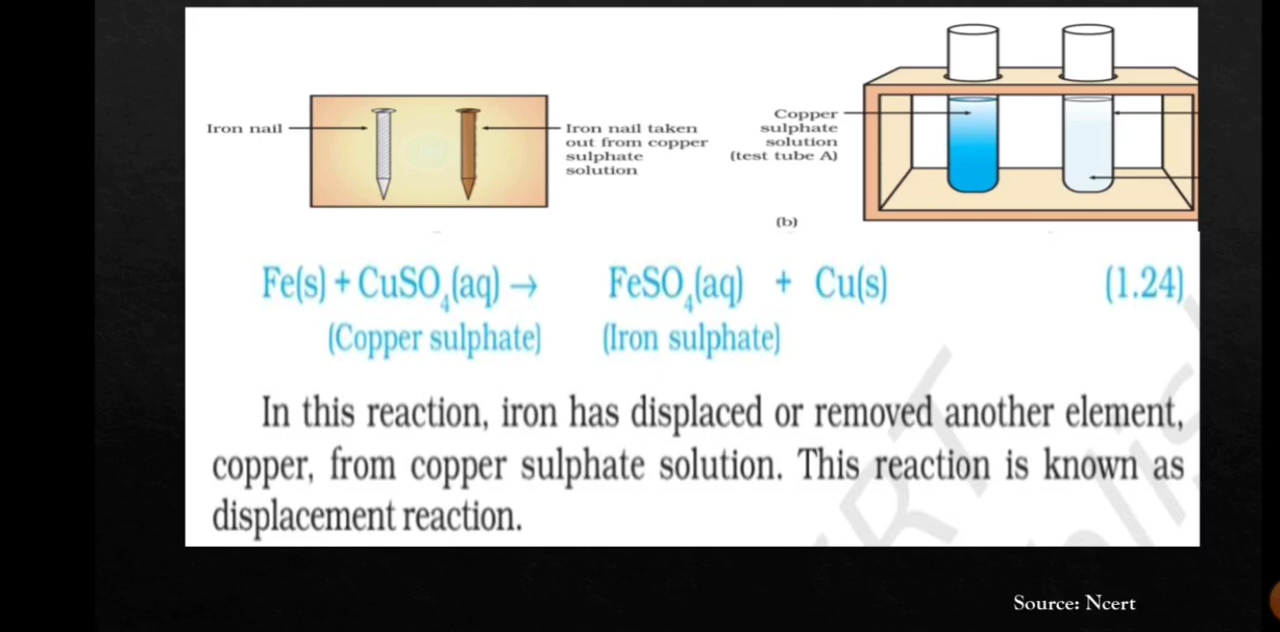 Iron nail
Iron nail taken
out from copper
sulphate
solution
Copper
sulphate
solution
(test tube A)
(b)
Fe(s) + CuSO₄(aq) → FeSO₄(aq) + Cu(s) (1.24)
(Copper sulphate) (Iron sulphate)
In this reaction, iron has displaced or removed another element,
copper, from copper sulphate solution. This reaction is known as
displacement reaction.
Source: Ncert